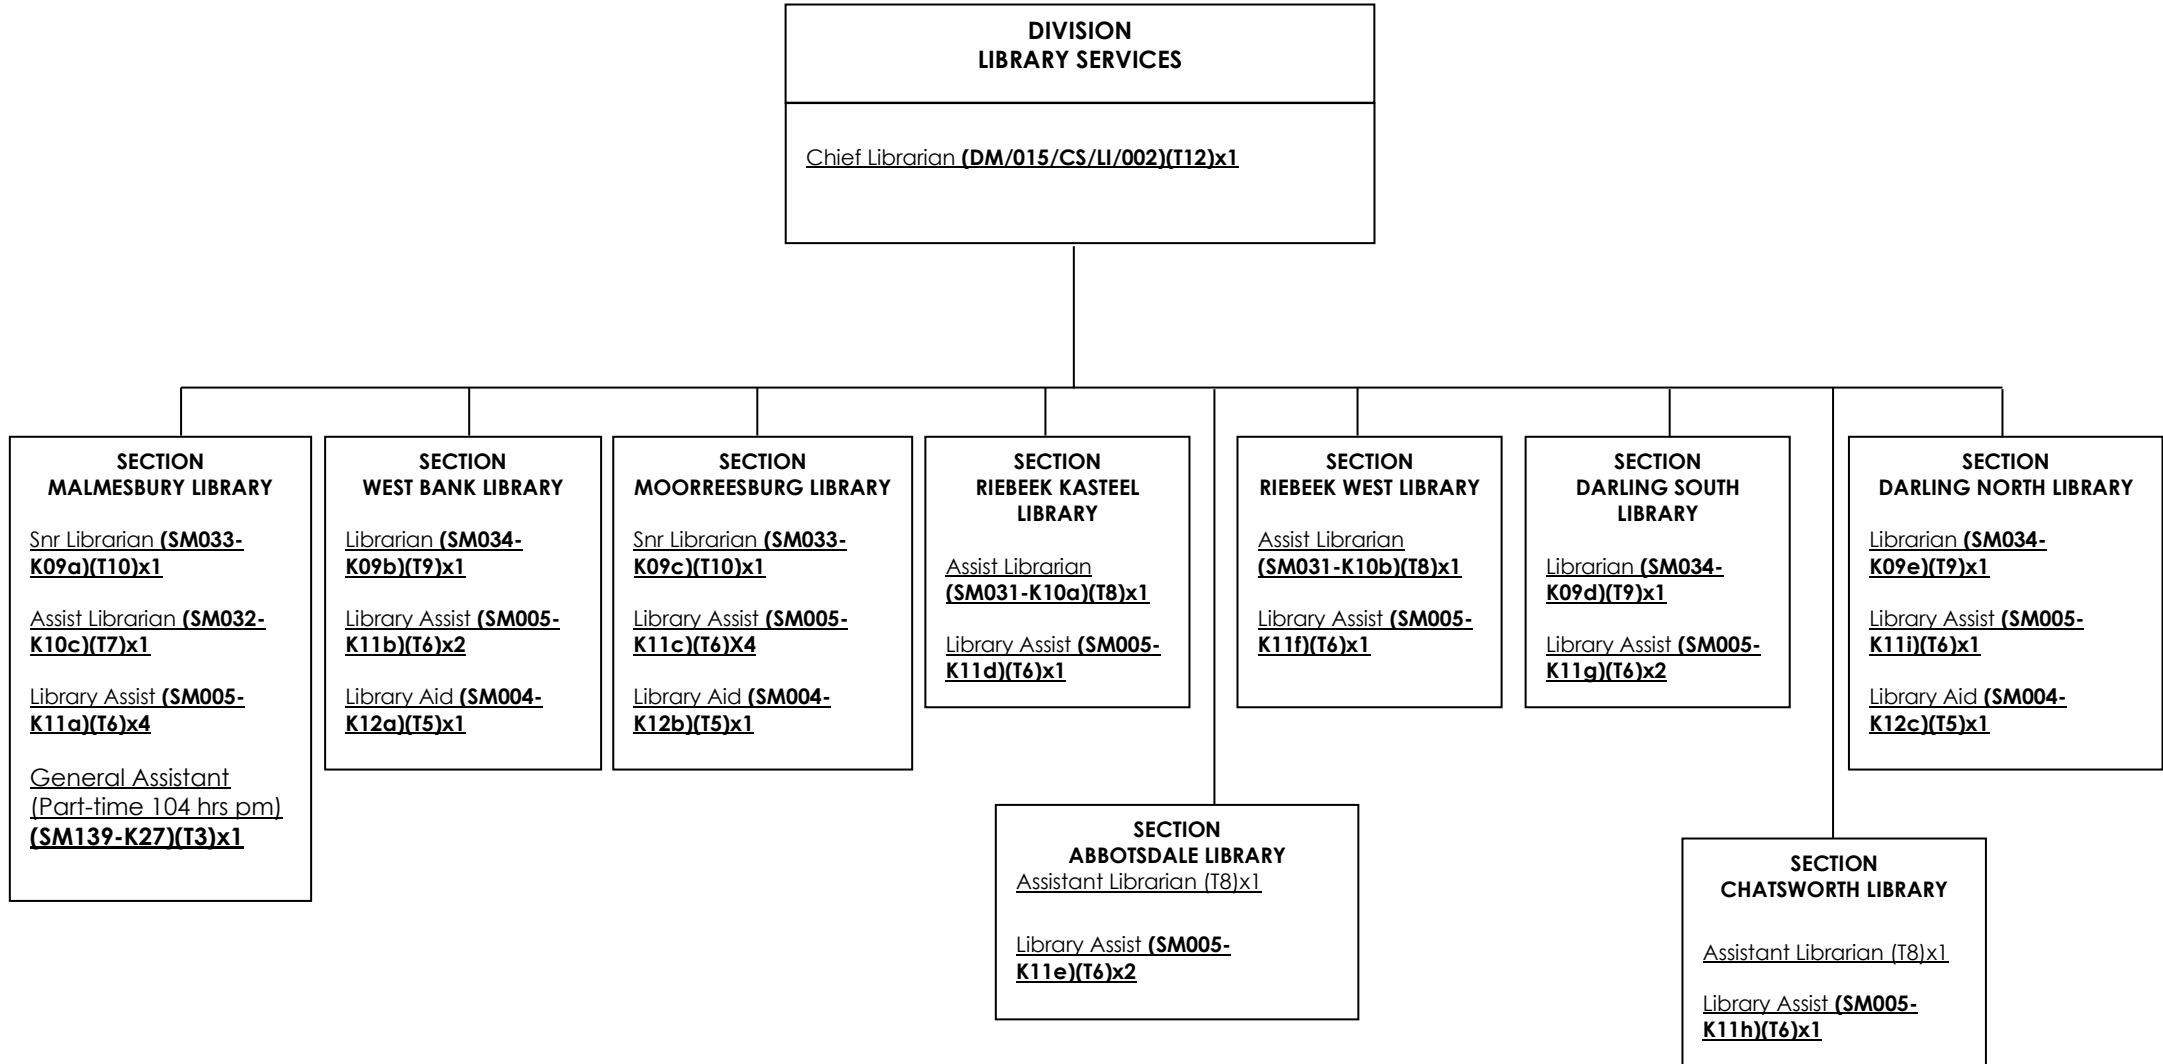 DIVISION
LIBRARY SERVICES
Chief Librarian (DM/015/CS/LI/002)(T12)x1
SECTION
MALMESBURY LIBRARY
Snr Librarian (SM033-
K09a)(T10)x1
Assist Librarian (SM032-
K10c)(T7)x1
Library Assist (SM005-
K11a)(T6)x4
General Assistant
(Part-time 104 hrs pm)
(SM139-K27)(T3)x1
SECTION
WEST BANK LIBRARY
Librarian (SM034-
K09b)(T9)x1
Library Assist (SM005-
K11b)(T6)x2
Library Aid (SM004-
K12a)(T5)x1
SECTION
MOORREESBURG LIBRARY
Snr Librarian (SM033-
K09c)(T10)x1
Library Assist (SM005-
K11c)(T6)X4
Library Aid (SM004-
K12b)(T5)x1
SECTION
RIEBEEK KASTEEL
LIBRARY
Assist Librarian
(SM031-K10a)(T8)x1
Library Assist (SM005-
K11d)(T6)x1
SECTION
RIEBEEK WEST LIBRARY
Assist Librarian
(SM031-K10b)(T8)x1
Library Assist (SM005-
K11f)(T6)x1
SECTION
DARLING SOUTH
LIBRARY
Librarian (SM034-
K09d)(T9)x1
Library Assist (SM005-
K11g)(T6)x2
SECTION
DARLING NORTH LIBRARY
Librarian (SM034-
K09e)(T9)x1
Library Assist (SM005-
K11i)(T6)x1
Library Aid (SM004-
K12c)(T5)x1
SECTION
ABBOTSDALE LIBRARY
Assistant Librarian (T8)x1
Library Assist (SM005-
K11e)(T6)x2
SECTION
CHATSWORTH LIBRARY
Assistant Librarian (T8)x1
Library Assist (SM005-
K11h)(T6)x1